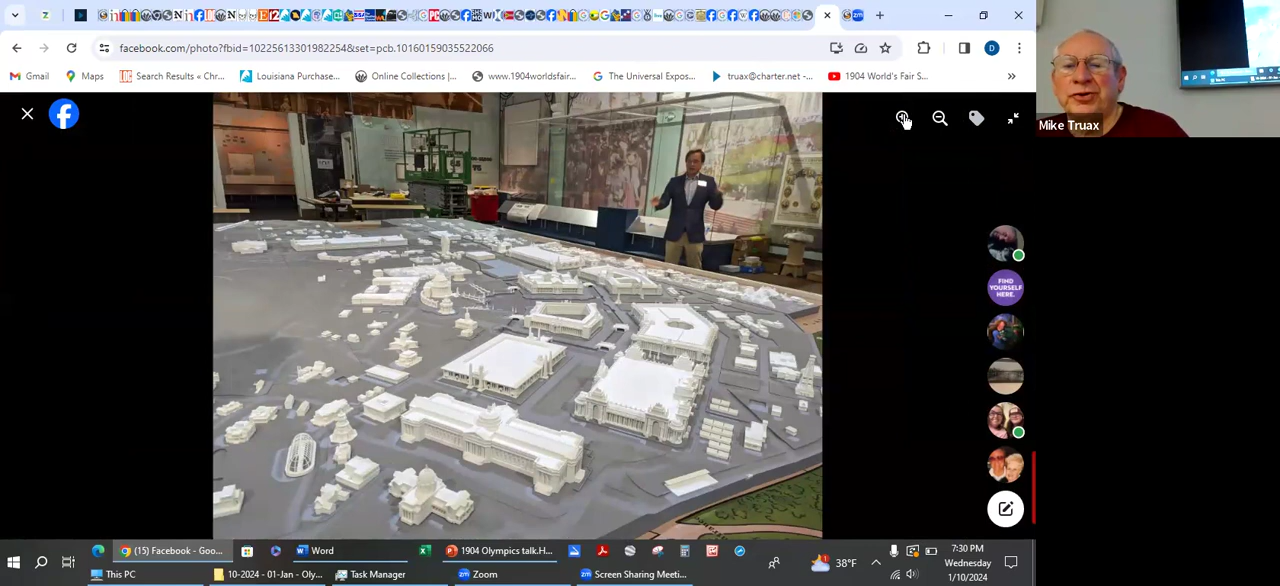 facebook.com/photo?fbid=10225613301982254&set=pcb.10160159035522066
Gmail
Maps
Search Results « Chr...
Louisiana Purchase...
Online Collections |...
www.1904worldsfair...
The Universal Expos...
truax@charter.net -...
1904 World's Fair S...
»
Mike Truax
FIND
YOURSELF
HERE.
(15) Facebook - Goo...
Word
1904 Olympics talk.H...
38°F
7:30 PM
Wednesday
1/10/2024
This PC
10-2024 - 01-Jan - Oly...
Task Manager
Zoom
Screen Sharing Meeti...